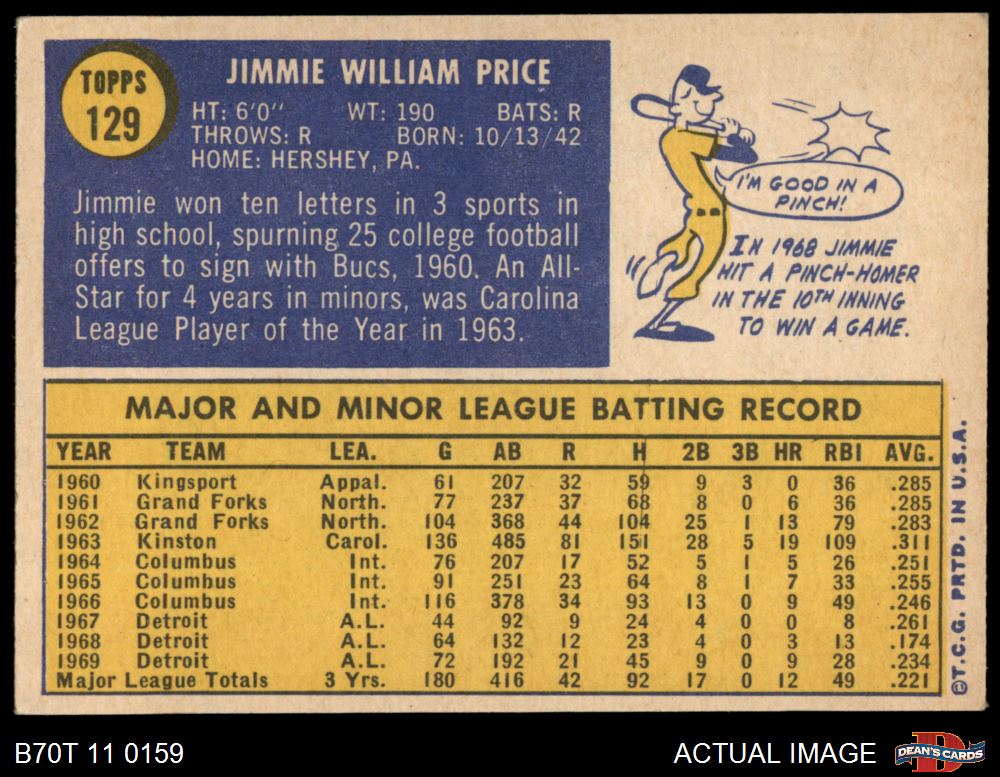 TOPPS
129
JIMMIE WILLIAM PRICE
HT: 6'0" WT: 190 BATS: R
THROWS: R BORN: 10/13/42
HOME: HERSHEY, PA.
Jimmie won ten letters in 3 sports in
high school, spurning 25 college football
offers to sign with Bucs, 1960. An All-
Star for 4 years in minors, was Carolina
League Player of the Year in 1963.
I'M GOOD IN A
PINCH!
IN 1968 JIMMIE
HIT A PINCH-HOMER
IN THE 10TH INNING
TO WIN A GAME.
MAJOR AND MINOR LEAGUE BATTING RECORD
YEAR TEAM LEA. G AB R H 2B 3B HR RBI AVG.
1960 Kingsport Appal. 61 207 32 59 9 3 0 36 .285
1961 Grand Forks North. 77 237 37 68 8 0 6 36 .285
1962 Grand Forks North. 104 368 44 104 25 1 13 79 .283
1963 Kinston Carol. 136 485 81 151 28 5 19 109 .311
1964 Columbus Int. 76 207 17 52 5 1 5 26 .251
1965 Columbus Int. 91 251 23 64 8 1 7 33 .255
1966 Columbus Int. 116 378 34 93 13 0 9 49 .246
1967 Detroit A.L. 44 92 9 24 4 0 0 8 .261
1968 Detroit A.L. 64 132 12 23 4 0 3 13 .174
1969 Detroit A.L. 72 192 21 45 9 0 9 28 .234
Major League Totals 3 Yrs. 180 416 42 92 17 0 12 49 .221
©T.C.G. PRTD. IN U.S.A.
B70T 11 0159
ACTUAL IMAGE
D
DEAN'S CARDS